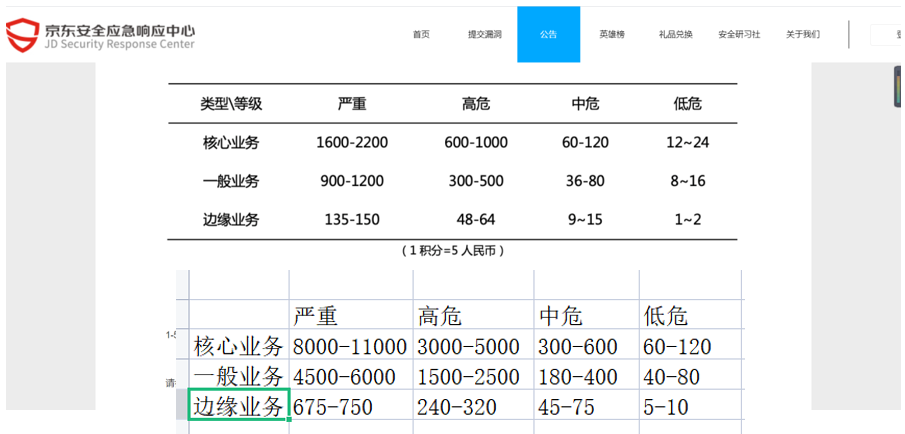 京东安全应急响应中心
JD Security Response Center
首页 提交漏洞 公告 英雄榜 礼品兑换 安全研习社 关于我们
类型\等级 严重 高危 中危 低危
核心业务 1600-2200 600-1000 60-120 12~24
一般业务 900-1200 300-500 36-80 8~16
边缘业务 135-150 48-64 9~15 1~2
(1积分=5人民币)
严重 高危 中危 低危
核心业务 8000-11000 3000-5000 300-600 60-120
一般业务 4500-6000 1500-2500 180-400 40-80
边缘业务 675-750 240-320 45-75 5-10